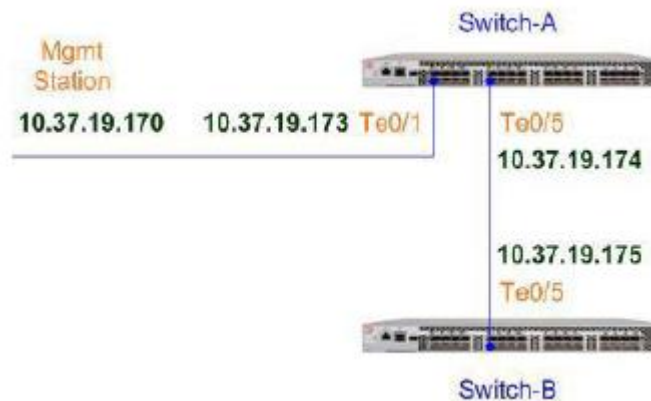 Switch-A
Mgmt
Station
10.37.19.170 10.37.19.173 Te0/1 Te0/5
10.37.19.174
10.37.19.175
Te0/5
Switch-B